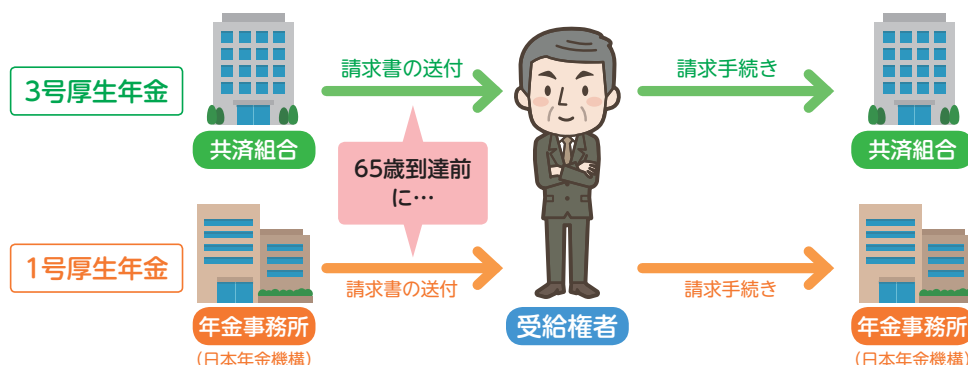 3号厚生年金
共済組合
請求書の送付
請求手続き
共済組合
65歳到達前
に…
1号厚生年金
年金事務所
(日本年金機構)
請求書の送付
受給権者
請求手続き
年金事務所
(日本年金機構)